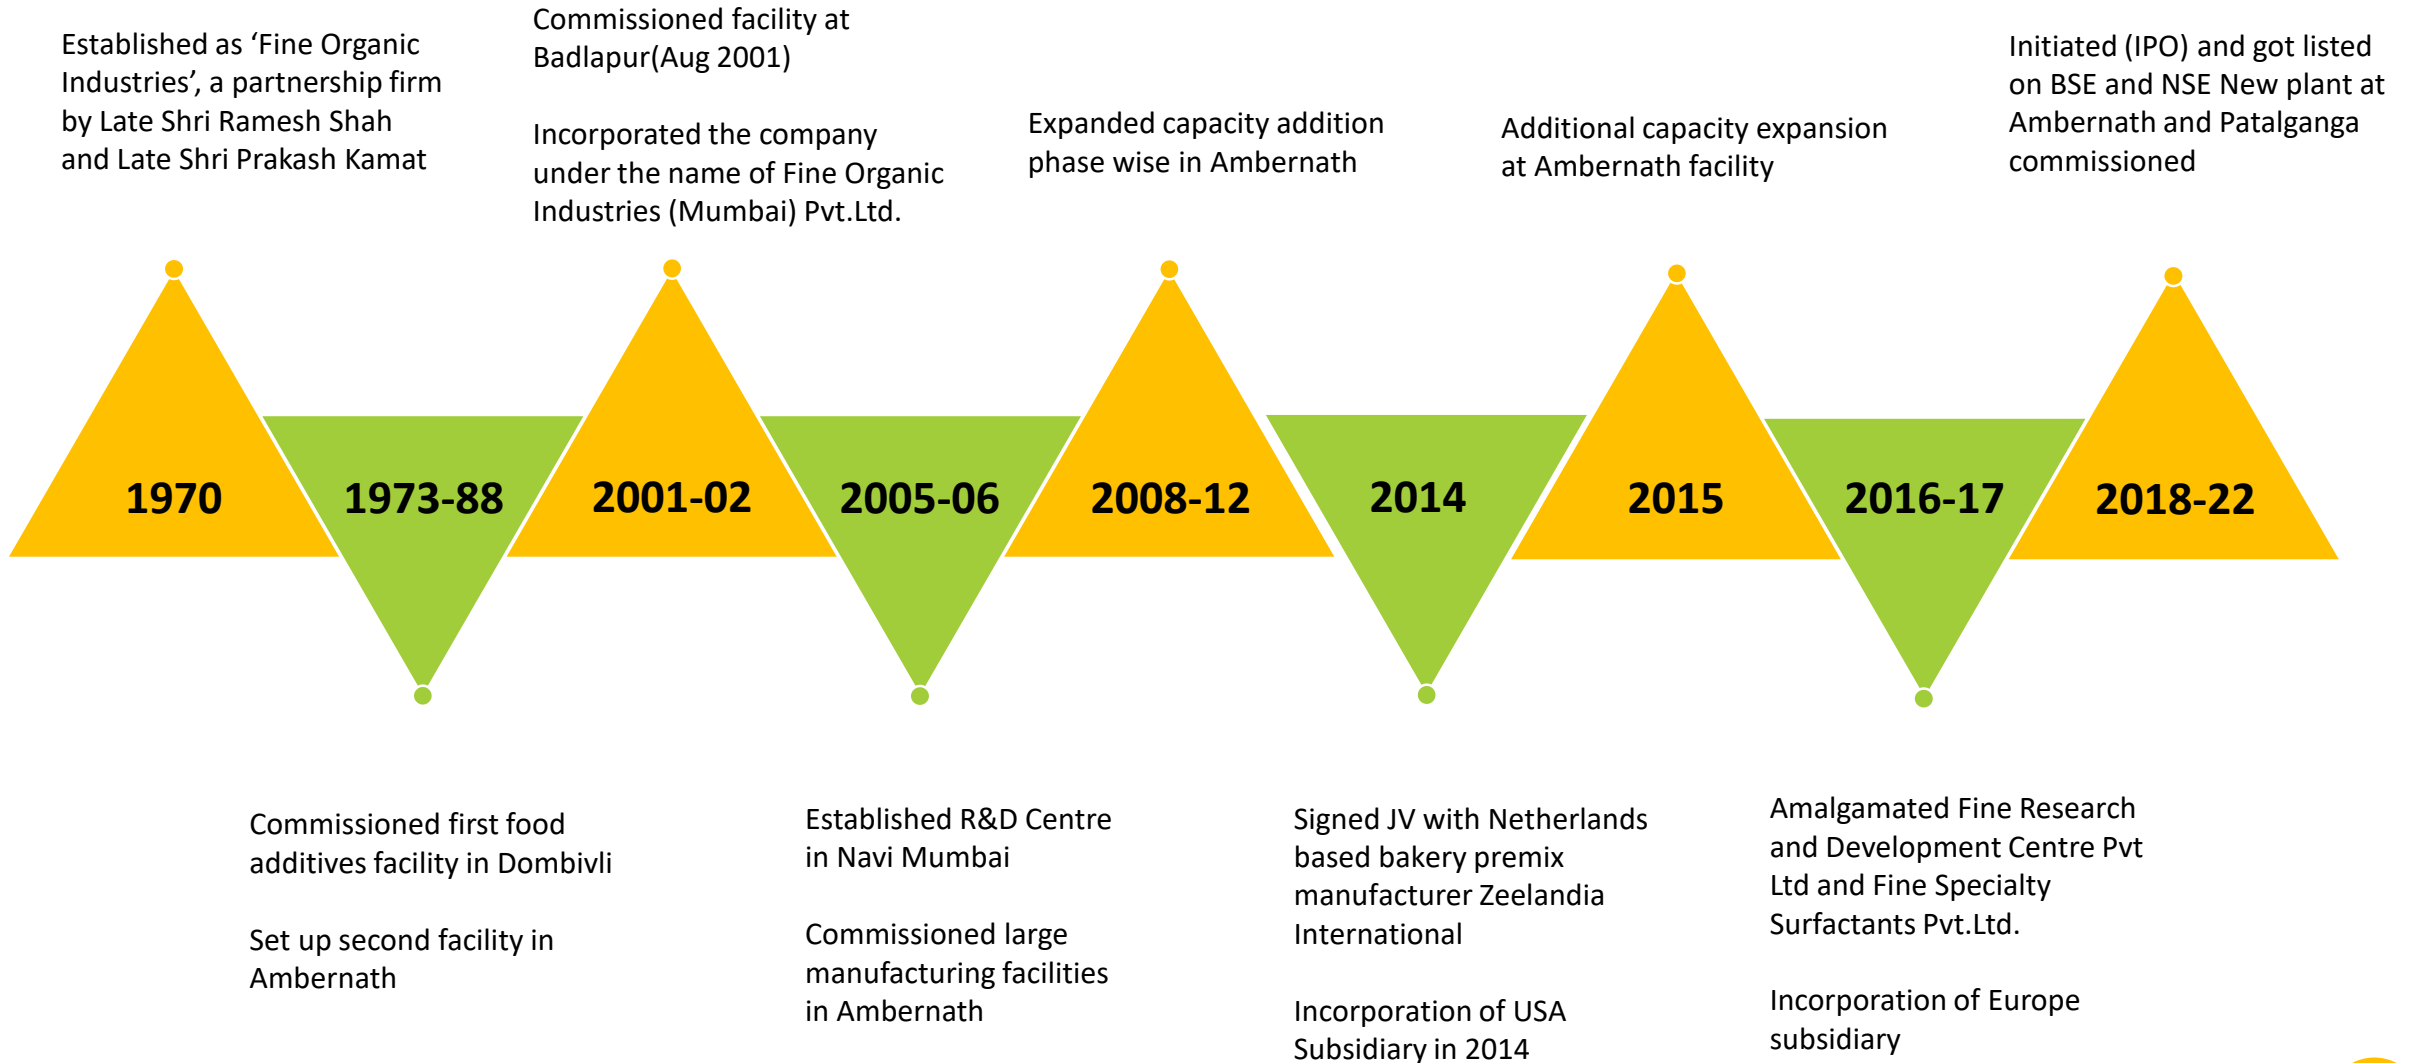 Established as ‘Fine Organic
Industries’, a partnership firm
by Late Shri Ramesh Shah
and Late Shri Prakash Kamat
Commissioned facility at
Badlapur(Aug 2001)
Incorporated the company
under the name of Fine Organic
Industries (Mumbai) Pvt.Ltd.
Expanded capacity addition
phase wise in Ambernath
Additional capacity expansion
at Ambernath facility
Initiated (IPO) and got listed
on BSE and NSE New plant at
Ambernath and Patalganga
commissioned
1970
1973-88
2001-02
2005-06
2008-12
2014
2015
2016-17
2018-22
Commissioned first food
additives facility in Dombivli
Set up second facility in
Ambernath
Established R&D Centre
in Navi Mumbai
Commissioned large
manufacturing facilities
in Ambernath
Signed JV with Netherlands
based bakery premix
manufacturer Zeelandia
International
Incorporation of USA
Subsidiary in 2014
Amalgamated Fine Research
and Development Centre Pvt
Ltd and Fine Specialty
Surfactants Pvt.Ltd.
Incorporation of Europe
subsidiary